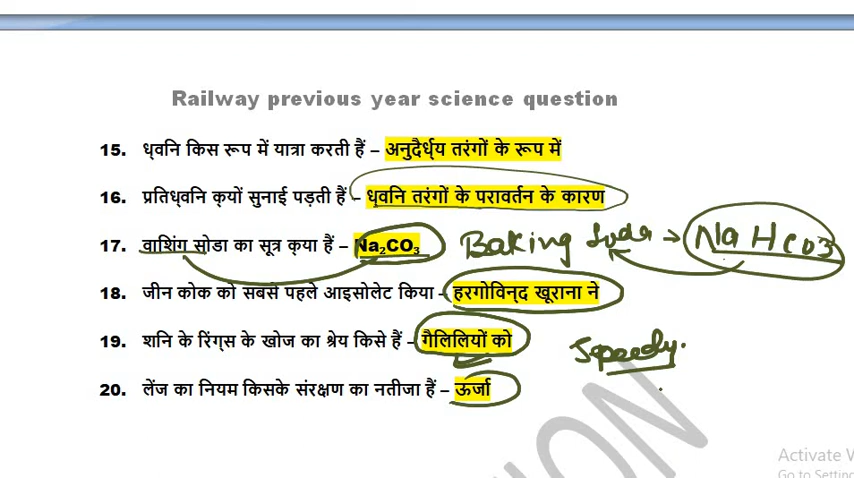 Railway previous year science question
15. ध्वनि किस रूप में यात्रा करती हैं – अनुदैर्ध्य तरंगों के रूप में
16. प्रतिध्वनि क्यों सुनाई पड़ती हैं – ध्वनि तरंगों के परावर्तन के कारण
17. वाशिंग सोडा का सूत्र क्या हैं – Na₂CO₃ Baking Soda → NaHCO3
18. जीन कोक को सबसे पहले आइसोलेट किया – हरगोविन्द खूराना ने
19. शनि के रिंग्स के खोज का श्रेय किसे हैं – गैलिलियों को
Speedy.
20. लेंज का नियम किसके संरक्षण का नतीजा हैं – ऊर्जा
Activate W
Go to Setting